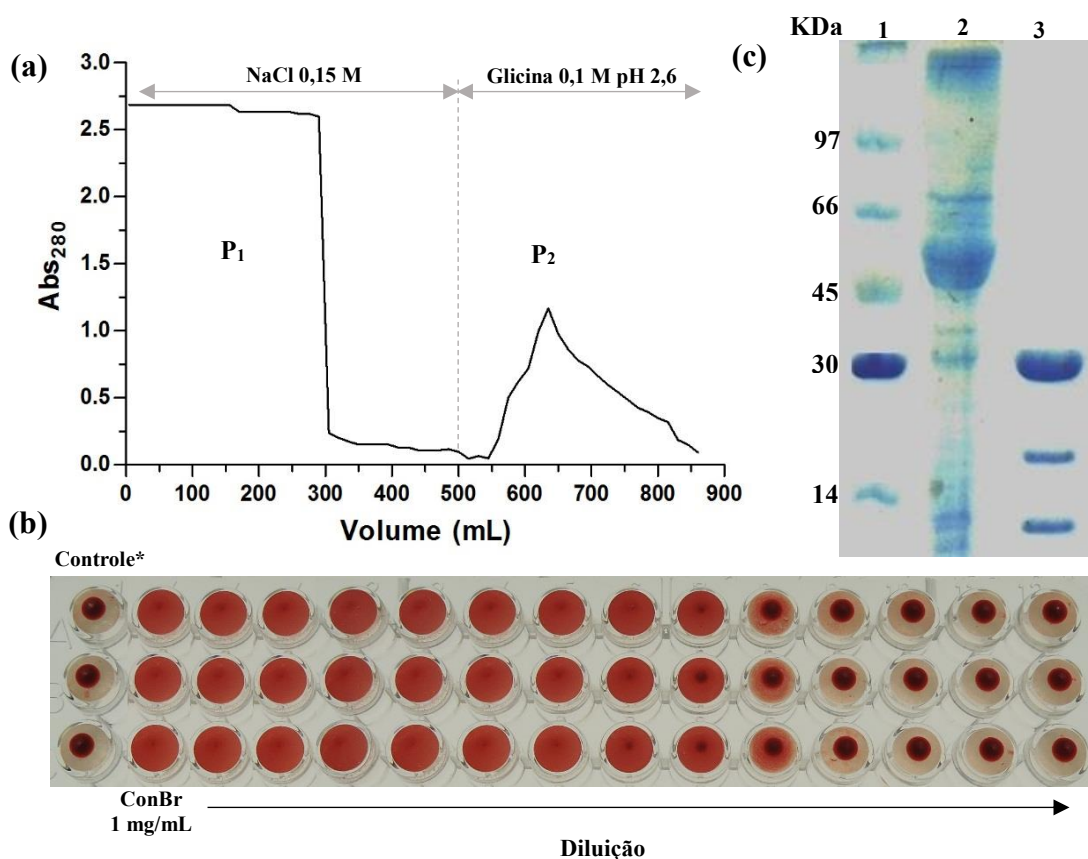 (a)
3.0
2.5
2.0
1.5
1.0
0.5
0.0
Abs280
NaCl 0,15 M
Glicina 0,1 M pH 2,6
P1
P2
0 100 200 300 400 500 600 700 800 900
Volume (mL)
(c)
KDa 1 2 3
97
66
45
30
14
(b)
Controle*
ConBr
1 mg/mL
Diluição